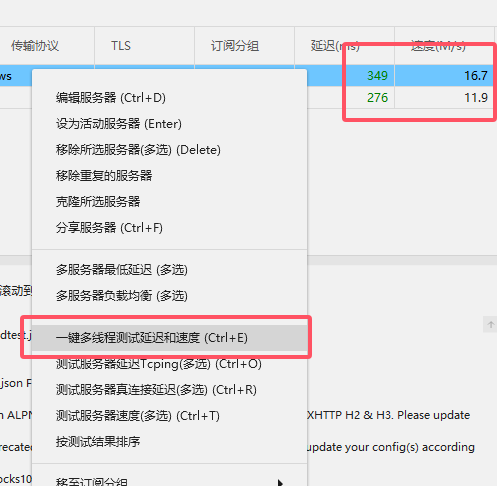 传输协议 TLS 订阅分组 延迟(ms) 速度(M/s)
ws 349 16.7
276 11.9
编辑服务器 (Ctrl+D)
设为活动服务器 (Enter)
移除所选服务器(多选) (Delete)
移除重复的服务器
克隆所选服务器
分享服务器 (Ctrl+F)
多服务器最低延迟 (多选)
多服务器负载均衡 (多选)
滚动到
一键多线程测试延迟和速度 (Ctrl+E)
dtest.j
测试服务器延迟Tcping(多选) (Ctrl+O)
.json F
测试服务器真连接延迟(多选) (Ctrl+R)
n ALPN
测试服务器速度(多选) (Ctrl+T)
XHTTP H2 & H3. Please update
按测试结果排序
recated
update your config(s) according
ocks10
移至订阅分组